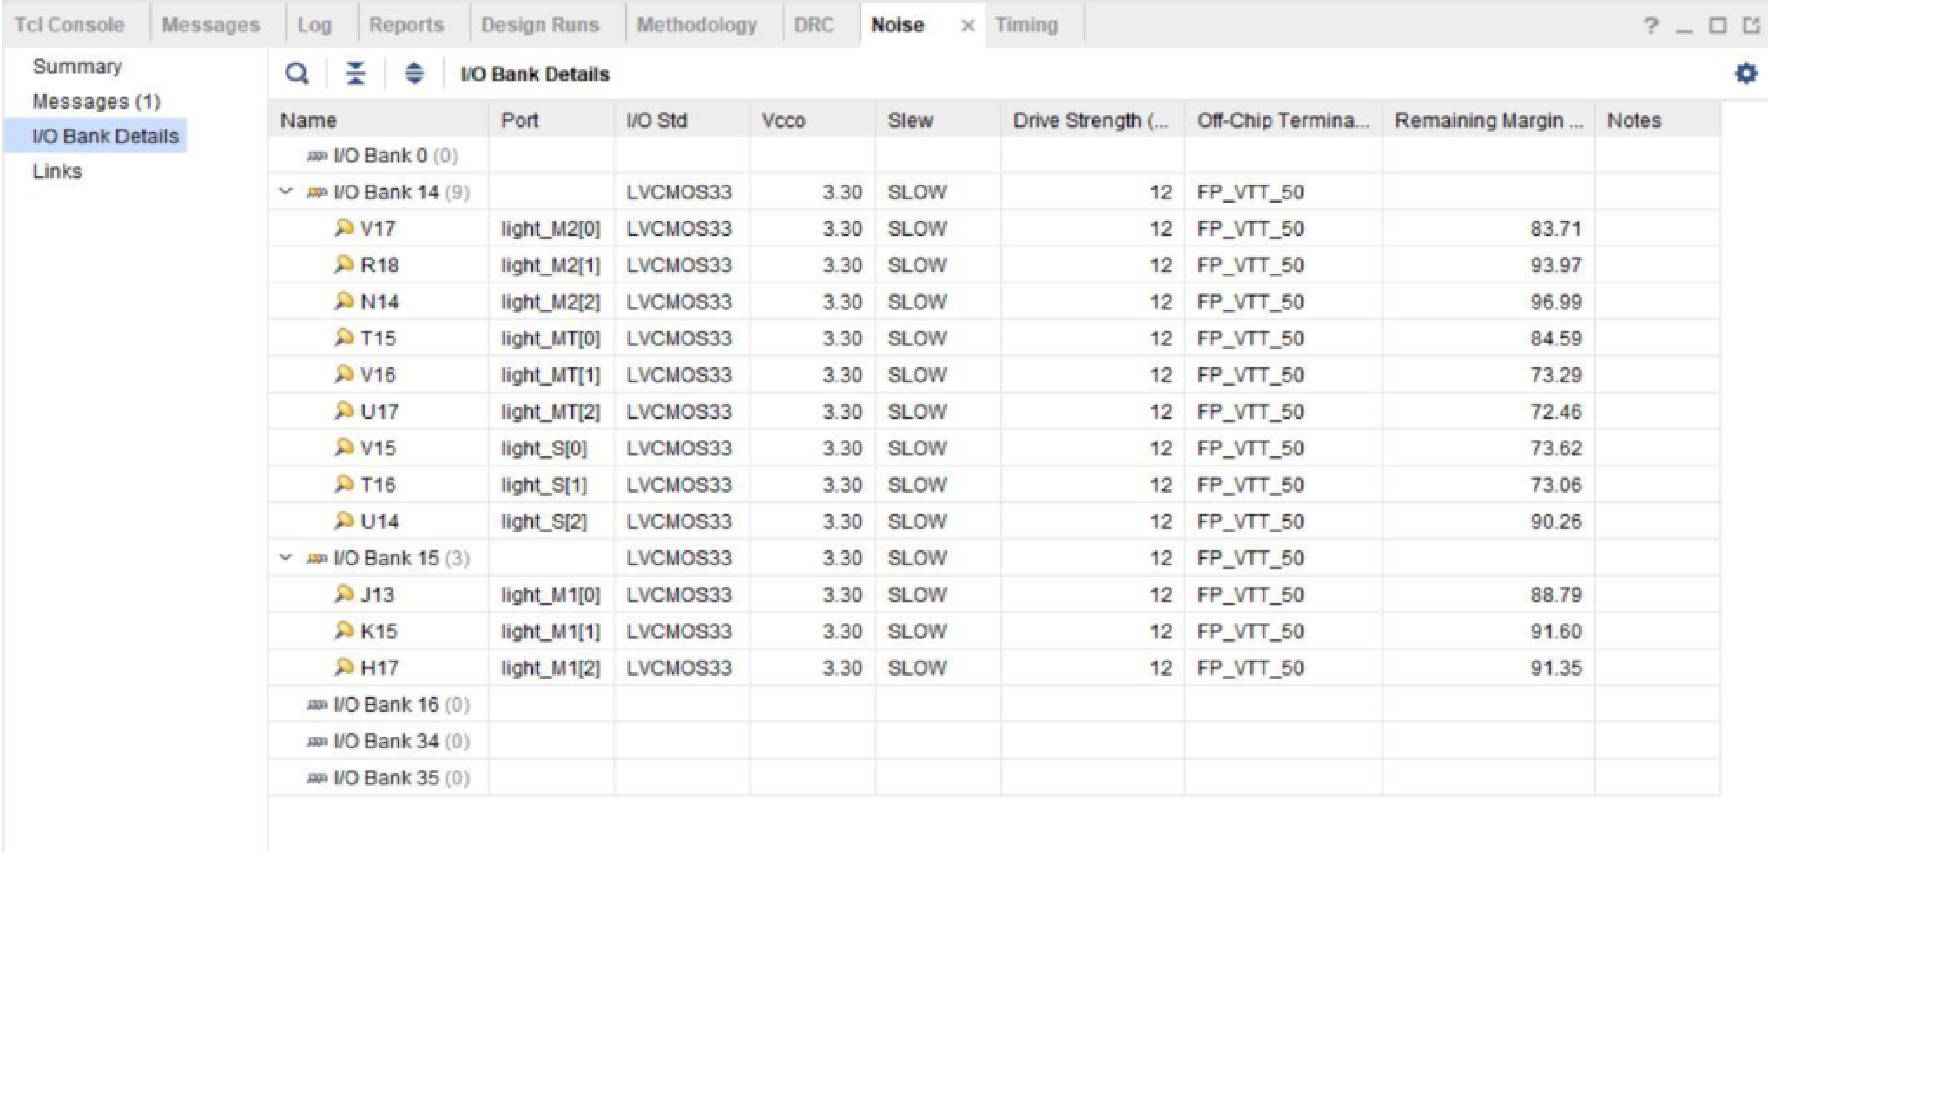 Tcl Console Messages Log Reports Design Runs Methodology DRC Noise × Timing ? _
Summary
Messages (1)
I/O Bank Details
Links
I/O Bank Details
Name Port I/O Std Vcco Slew Drive Strength (... Off-Chip Termina... Remaining Margin ... Notes
I/O Bank 0 (0)
I/O Bank 14 (9) LVCMOS33 3.30 SLOW 12 FP_VTT_50
V17 light_M2[0] LVCMOS33 3.30 SLOW 12 FP_VTT_50 83.71
R18 light_M2[1] LVCMOS33 3.30 SLOW 12 FP_VTT_50 93.97
N14 light_M2[2] LVCMOS33 3.30 SLOW 12 FP_VTT_50 96.99
T15 light_MT[0] LVCMOS33 3.30 SLOW 12 FP_VTT_50 84.59
V16 light_MT[1] LVCMOS33 3.30 SLOW 12 FP_VTT_50 73.29
U17 light_MT[2] LVCMOS33 3.30 SLOW 12 FP_VTT_50 72.46
V15 light_S[0] LVCMOS33 3.30 SLOW 12 FP_VTT_50 73.62
T16 light_S[1] LVCMOS33 3.30 SLOW 12 FP_VTT_50 73.06
U14 light_S[2] LVCMOS33 3.30 SLOW 12 FP_VTT_50 90.26
I/O Bank 15 (3) LVCMOS33 3.30 SLOW 12 FP_VTT_50
J13 light_M1[0] LVCMOS33 3.30 SLOW 12 FP_VTT_50 88.79
K15 light_M1[1] LVCMOS33 3.30 SLOW 12 FP_VTT_50 91.60
H17 light_M1[2] LVCMOS33 3.30 SLOW 12 FP_VTT_50 91.35
I/O Bank 16 (0)
I/O Bank 34 (0)
I/O Bank 35 (0)